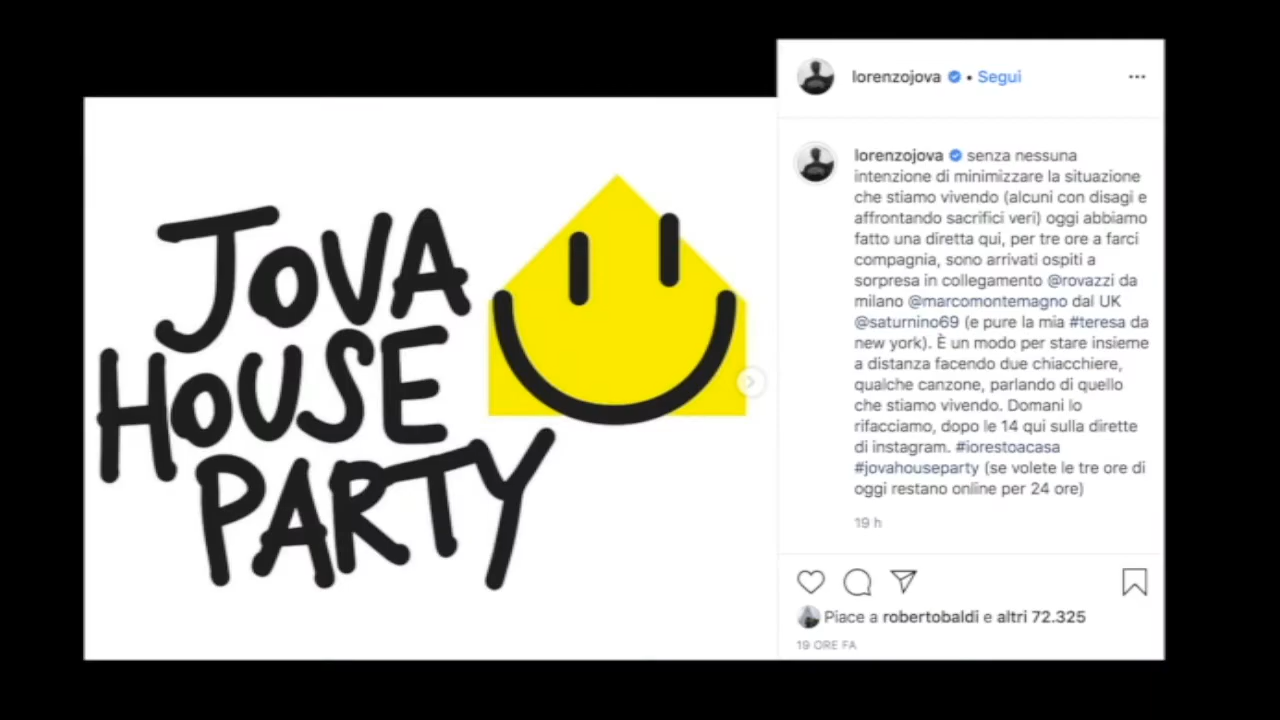 JOVA
HOUSE
PARTY
lorenzojova • Segui
lorenzojova senza nessuna
intenzione di minimizzare la situazione
che stiamo vivendo (alcuni con disagi e
affrontando sacrifici veri) oggi abbiamo
fatto una diretta qui, per tre ore a farci
compagnia, sono arrivati ospiti a
sorpresa in collegamento @rovazzi da
milano @marcomontemagno dal UK
@saturnino69 (e pure la mia #teresa da
new york). È un modo per stare insieme
a distanza facendo due chiacchiere,
qualche canzone, parlando di quello
che stiamo vivendo. Domani lo
rifacciamo, dopo le 14 qui sulla dirette
di instagram. #iorestoacasa
#jovahouseparty (se volete le tre ore di
oggi restano online per 24 ore)
19 h
Piace a robertobaldi e altri 72.325
19 ORE FA